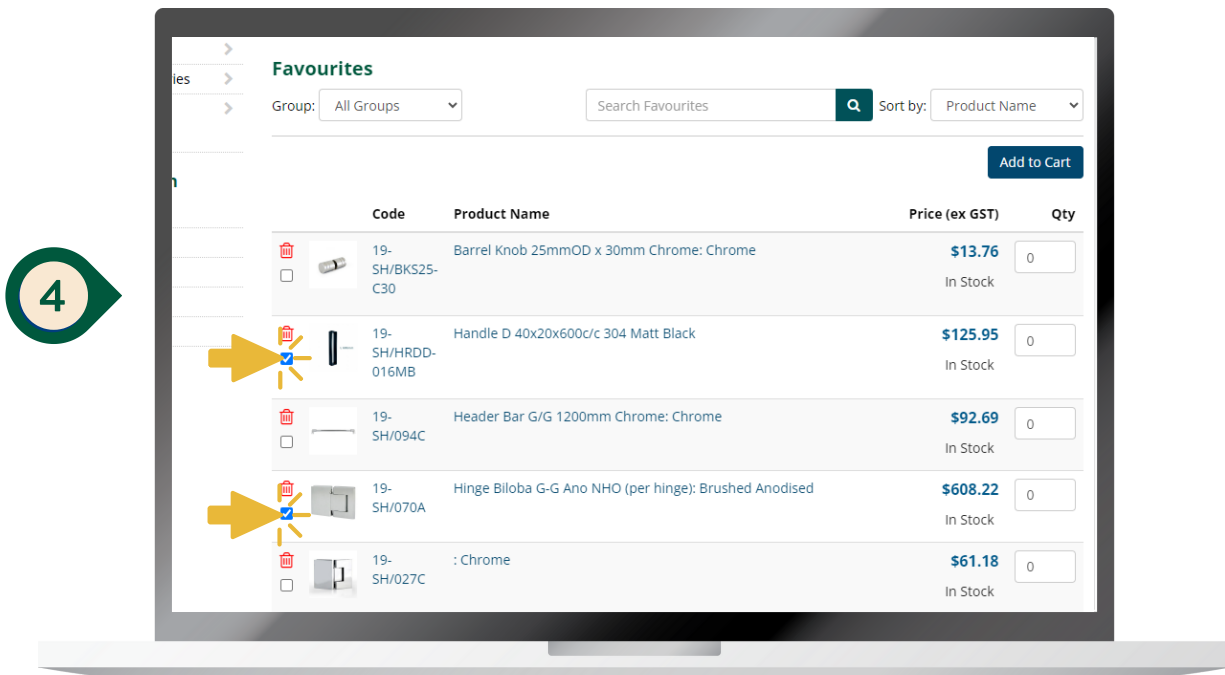 Favourites
ies
Group: All Groups Search Favourites Sort by: Product Name
Add to Cart
Code Product Name Price (ex GST) Qty
19-SH/BKS25-C30 Barrel Knob 25mmOD x 30mm Chrome: Chrome $13.76 0
In Stock
4
19-SH/HRDD-016MB Handle D 40x20x600c/c 304 Matt Black $125.95 0
In Stock
19-SH/094C Header Bar G/G 1200mm Chrome: Chrome $92.69 0
In Stock
19-SH/070A Hinge Biloba G-G Ano NHO (per hinge): Brushed Anodised $608.22 0
In Stock
19-SH/027C : Chrome $61.18 0
In Stock